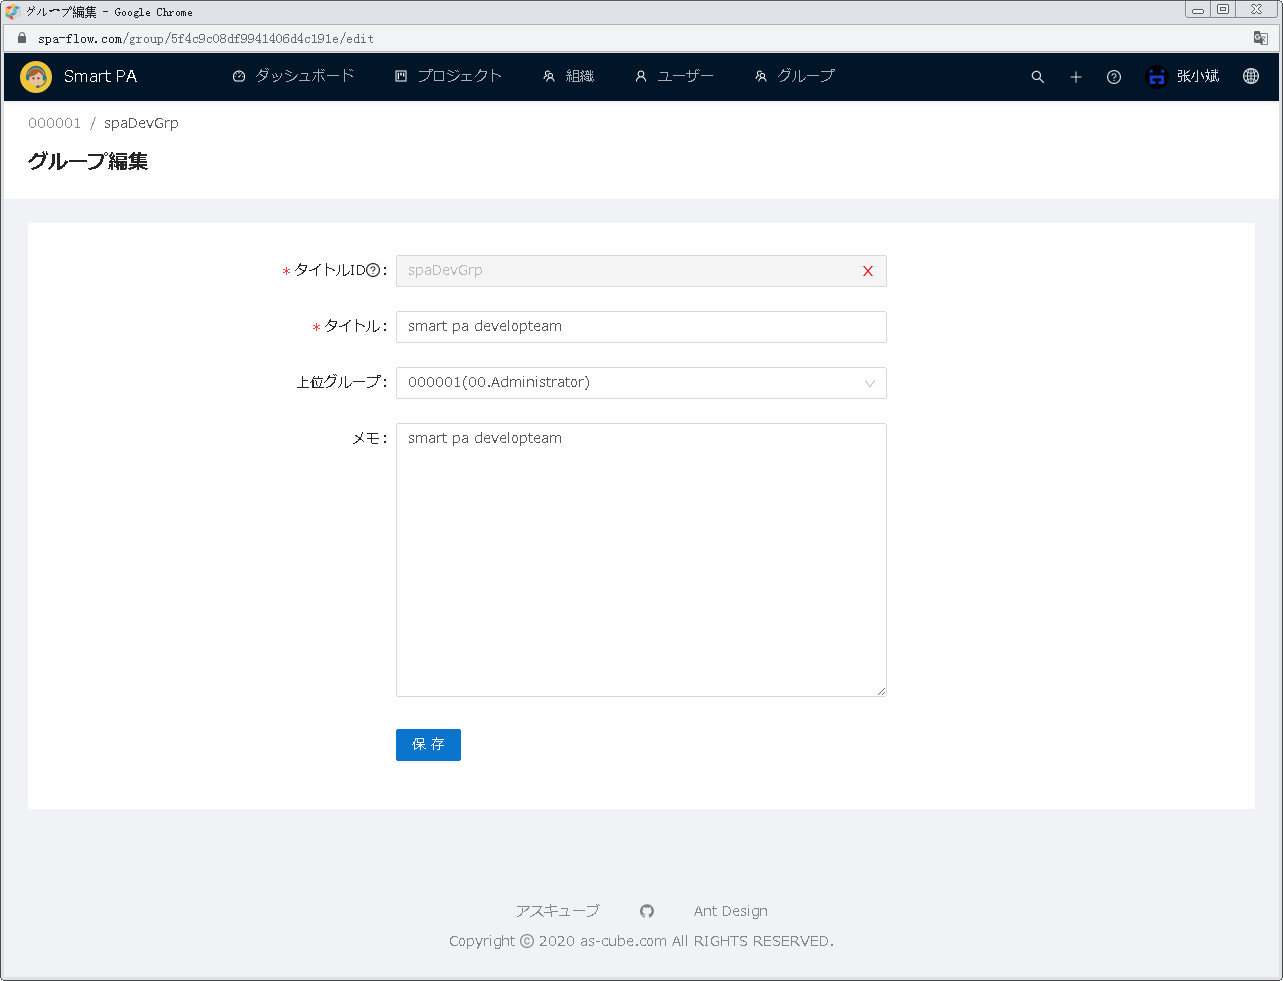 グループ編集 - Google Chrome
spa-flow.com/group/5f4c9c08df9941406d4c191e/edit
Smart PA ダッシュボード プロジェクト 組織 ユーザー グループ 张小斌
000001 / spaDevGrp
グループ編集
* タイトルID: spaDevGrp X
* タイトル: smart pa developteam
上位グループ: 000001(00.Administrator)
メモ: smart pa developteam
保 存
アスキューブ Ant Design
Copyright © 2020 as-cube.com All RIGHTS RESERVED.